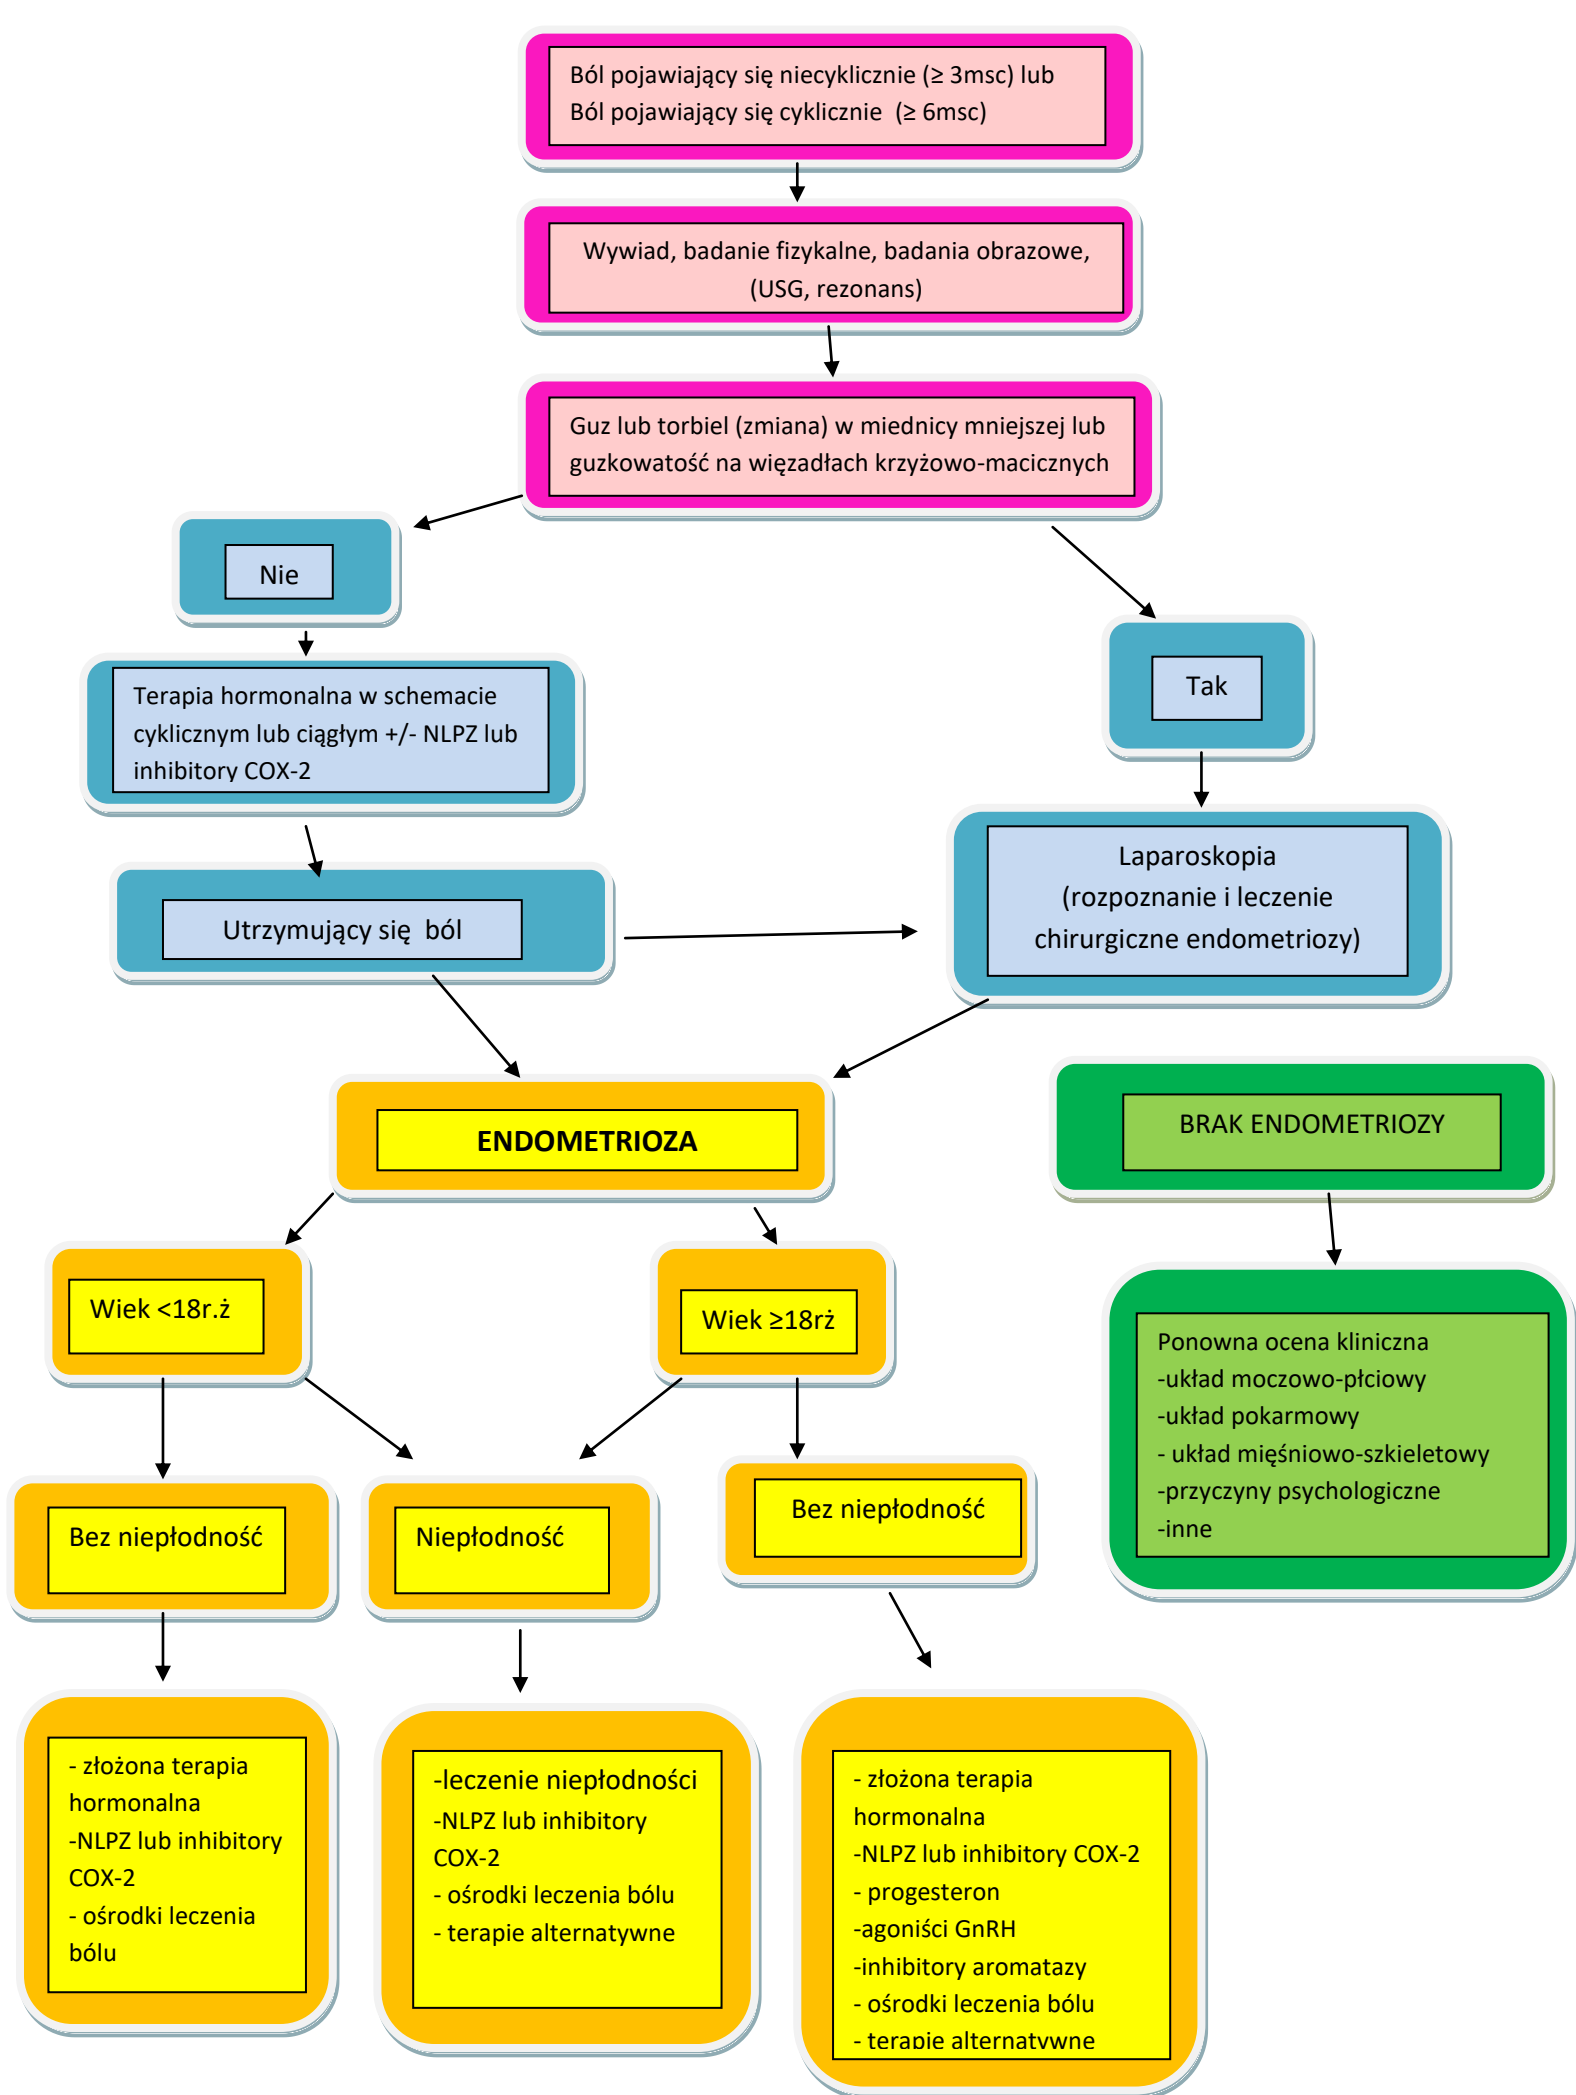 Ból pojawiający się niecyklicznie (≥ 3msc) lub
Ból pojawiający się cyklicznie (≥ 6msc)
Wywiad, badanie fizykalne, badania obrazowe,
(USG, rezonans)
Guz lub torbiel (zmiana) w miednicy mniejszej lub
guzkowatość na więzadłach krzyżowo-macicznych
Nie
Tak
Terapia hormonalna w schemacie
cyklicznym lub ciągłym +/- NLPZ lub
inhibitory COX-2
Laparoskopia
(rozpoznanie i leczenie
chirurgiczne endometriozy)
Utrzymujący się ból
ENDOMETRIOZA
BRAK ENDOMETRIOZY
Wiek <18r.ż
Wiek ≥18rż
Ponowna ocena kliniczna
-układ moczowo-płciowy
-układ pokarmowy
- układ mięśniowo-szkieletowy
-przyczyny psychologiczne
-inne
Bez niepłodność
Niepłodność
Bez niepłodność
- złożona terapia
hormonalna
-NLPZ lub inhibitory
COX-2
- ośrodki leczenia
bólu
-leczenie niepłodności
-NLPZ lub inhibitory
COX-2
- ośrodki leczenia bólu
- terapie alternatywne
- złożona terapia
hormonalna
-NLPZ lub inhibitory COX-2
- progesteron
-agoniści GnRH
-inhibitory aromatazy
- ośrodki leczenia bólu
- terapie alternatywne